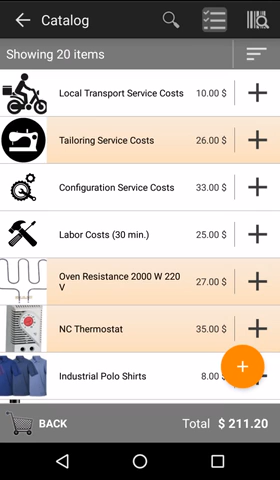 Catalog
Showing 20 items
Local Transport Service Costs 10.00 $
Tailoring Service Costs 26.00 $
Configuration Service Costs 33.00 $
Labor Costs (30 min.) 25.00 $
Oven Resistance 2000 W 220
V 27.00 $
NC Thermostat 35.00 $
Industrial Polo Shirts 8.00 $
BACK Total $ 211.20